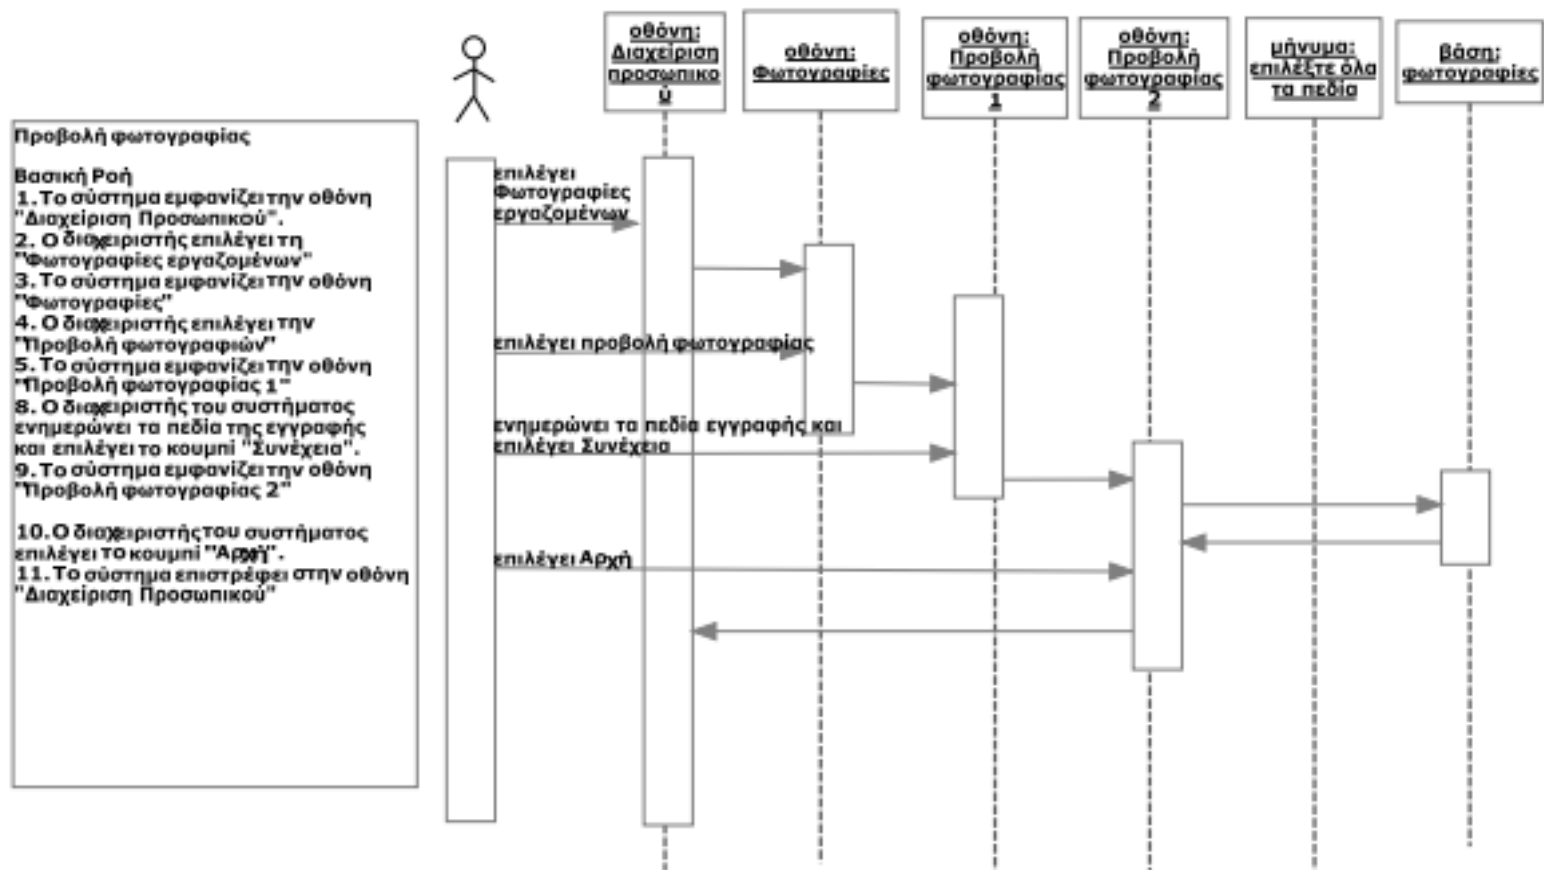 Προβολή φωτογραφίας
Βασική Ροή
1. Το σύστημα εμφανίζει την οθόνη
"Διαχείριση Προσωπικού".
2. Ο διαχειριστής επιλέγει τη
"Φωτογραφίες εργαζομένων"
3. Το σύστημα εμφανίζει την οθόνη
"Φωτογραφίες"
4. Ο διαχειριστής επιλέγει την
"Προβολή φωτογραφιών"
5. Το σύστημα εμφανίζει την οθόνη
"Προβολή φωτογραφίας 1"
8. Ο διαχειριστής του συστήματος
ενημερώνει τα πεδία της εγγραφής
και επιλέγει το κουμπί "Συνέχεια".
9. Το σύστημα εμφανίζει την οθόνη
"Προβολή φωτογραφίας 2"
10. Ο διαχειριστής του συστήματος
επιλέγει το κουμπί "Αρχή".
11. Το σύστημα επιστρέφει στην οθόνη
"Διαχείριση Προσωπικού"
οθόνη:
Διαχείριση
προσωπικο
ύ
οθόνη:
Φωτογραφίες
οθόνη:
Προβολή
φωτογραφίας
1
οθόνη:
Προβολή
φωτογραφίας
2
μήνυμα:
επιλέξτε όλα
τα πεδία
βάση:
φωτογραφίες
επιλέγει
Φωτογραφίες
εργαζομένων
επιλέγει προβολή φωτογραφίας
ενημερώνει τα πεδία εγγραφής και
επιλέγει Συνέχεια
επιλέγει Αρχή